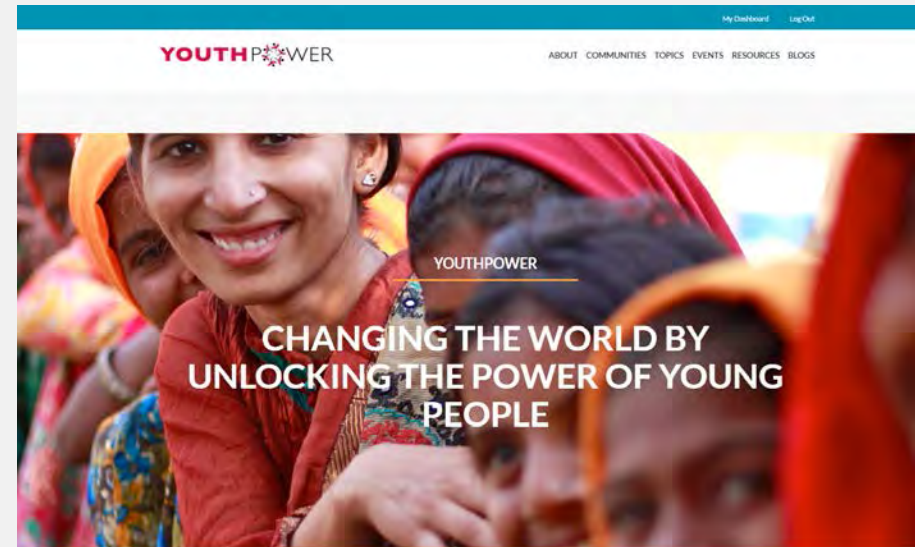 My Dashboard Log Out
YOUTHPOWER
ABOUT COMMUNITIES TOPICS EVENTS RESOURCES BLOGS
YOUTHPOWER
CHANGING THE WORLD BY
UNLOCKING THE POWER OF YOUNG
PEOPLE